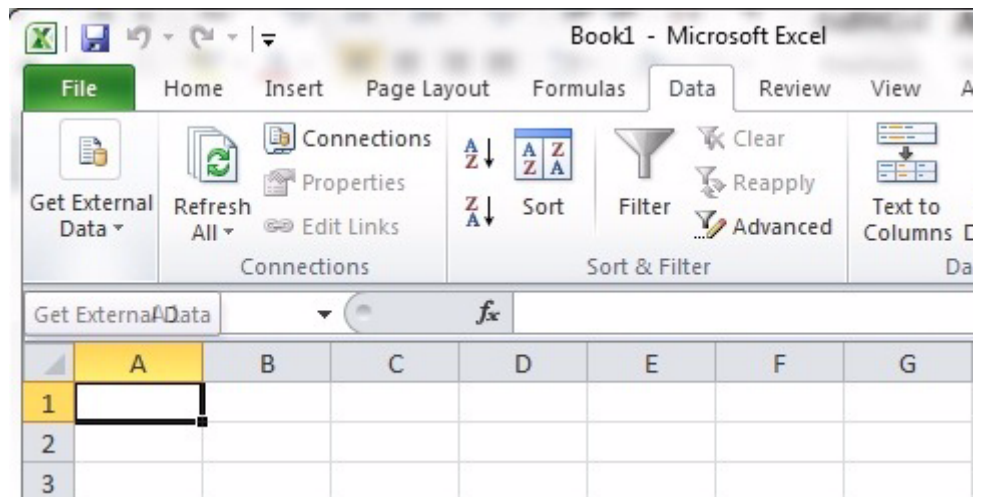 Book1 - Microsoft Excel
File Home Insert Page Layout Formulas Data Review View A
Get External Data
Refresh All
Connections
Properties
Edit Links
Connections
A Z
Z A
A Z Z A
Sort
Filter
Clear
Reapply
Advanced
Sort & Filter
Text to Columns
D
Da
Get External Data
A1
fx
A B C D E F G
1
2
3